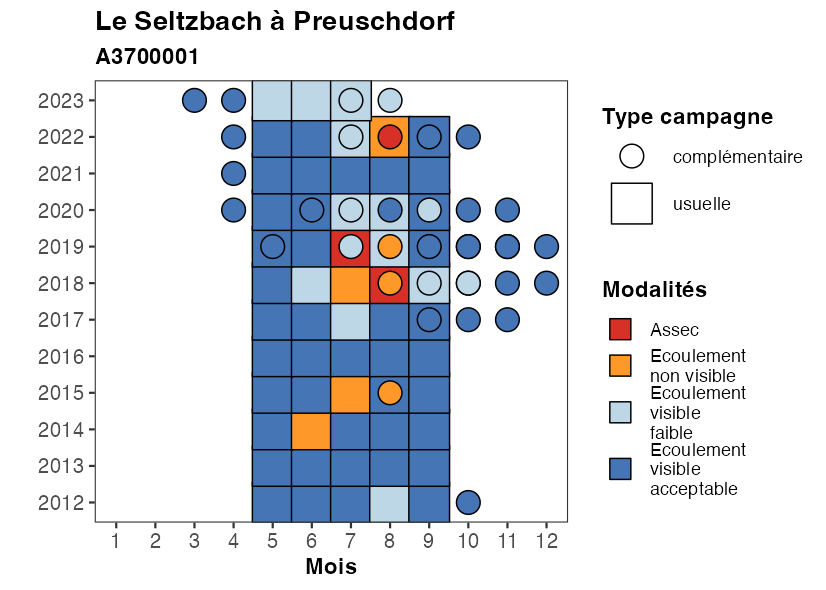 Le Seltzbach à Preuschdorf
A3700001
2023
2022
2021
2020
2019
2018
2017
2016
2015
2014
2013
2012
1 2 3 4 5 6 7 8 9 10 11 12
Mois
Type campagne
complémentaire
usuelle
Modalités
Assec
Ecoulement
non visible
Ecoulement
visible
faible
Ecoulement
visible
acceptable